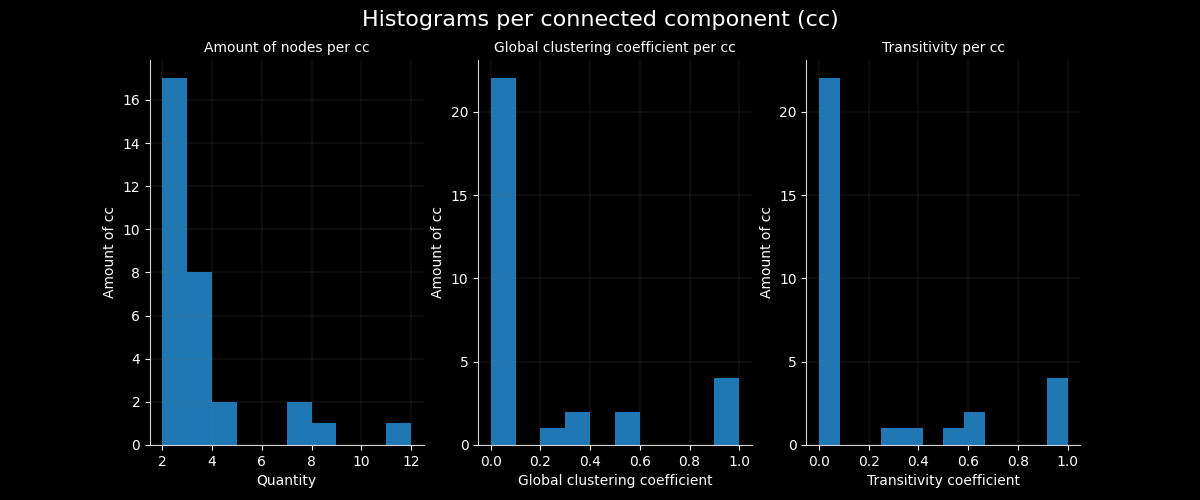 Histograms per connected component (cc)
Amount of nodes per cc
Global clustering coefficient per cc
Transitivity per cc
Amount of cc
16
14
12
10
8
6
4
2
0
2 4 6 8 10 12
Quantity
Amount of cc
20
15
10
5
0
0.0 0.2 0.4 0.6 0.8 1.0
Global clustering coefficient
Amount of cc
20
15
10
5
0
0.0 0.2 0.4 0.6 0.8 1.0
Transitivity coefficient